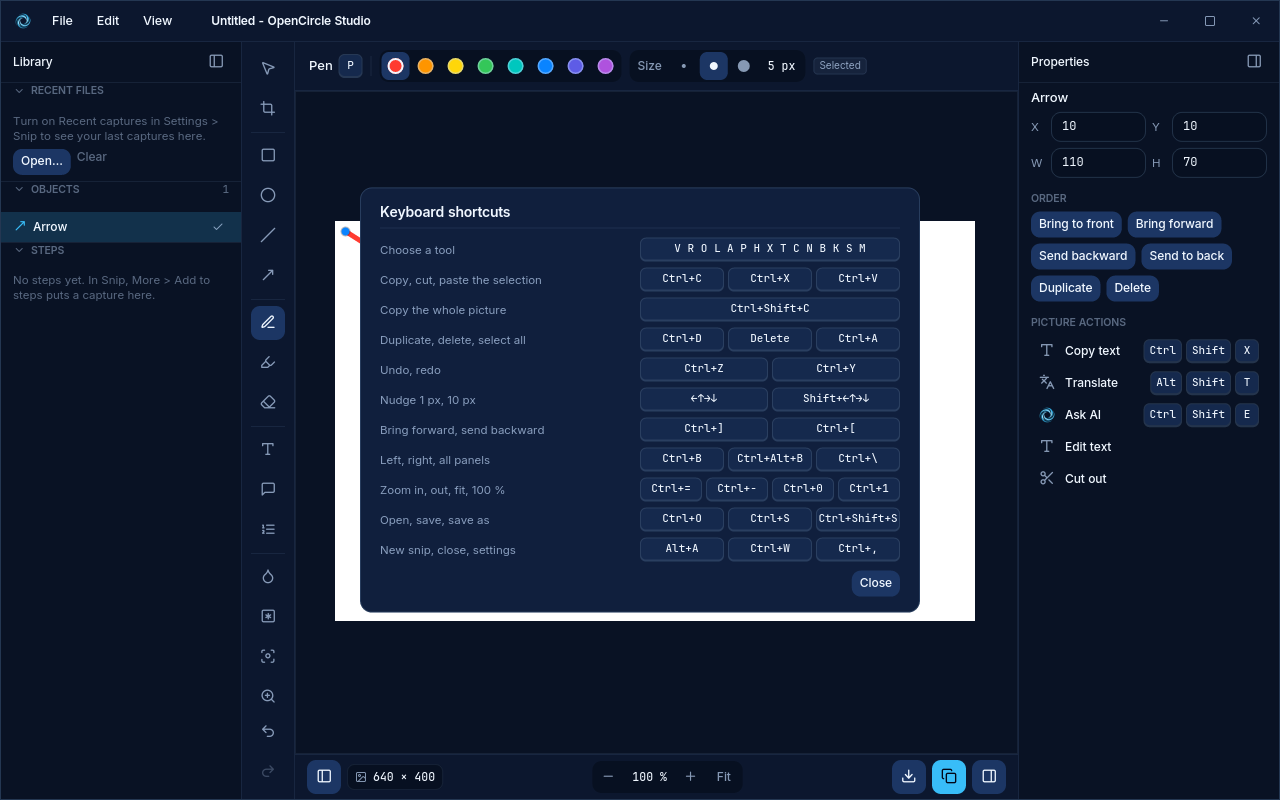 File Edit View Untitled - OpenCircle Studio
Library
RECENT FILES
Turn on Recent captures in Settings >
Snip to see your last captures here.
Open... Clear
OBJECTS 1
Arrow
STEPS
No steps yet. In Snip, More > Add to
steps puts a capture here.
Pen P Size 5 px Selected
Keyboard shortcuts
Choose a tool V R O L A P H X T C N B K S M
Copy, cut, paste the selection Ctrl+C Ctrl+X Ctrl+V
Copy the whole picture Ctrl+Shift+C
Duplicate, delete, select all Ctrl+D Delete Ctrl+A
Undo, redo Ctrl+Z Ctrl+Y
Nudge 1 px, 10 px ←↑→↓ Shift+←↑→↓
Bring forward, send backward Ctrl+] Ctrl+[
Left, right, all panels Ctrl+B Ctrl+Alt+B Ctrl+\
Zoom in, out, fit, 100 % Ctrl+= Ctrl+- Ctrl+0 Ctrl+1
Open, save, save as Ctrl+O Ctrl+S Ctrl+Shift+S
New snip, close, settings Alt+A Ctrl+W Ctrl+,
Close
640 × 400 100 % Fit
Properties
Arrow
X 10 Y 10
W 110 H 70
ORDER
Bring to front Bring forward
Send backward Send to back
Duplicate Delete
PICTURE ACTIONS
Copy text Ctrl Shift X
Translate Alt Shift T
Ask AI Ctrl Shift E
Edit text
Cut out